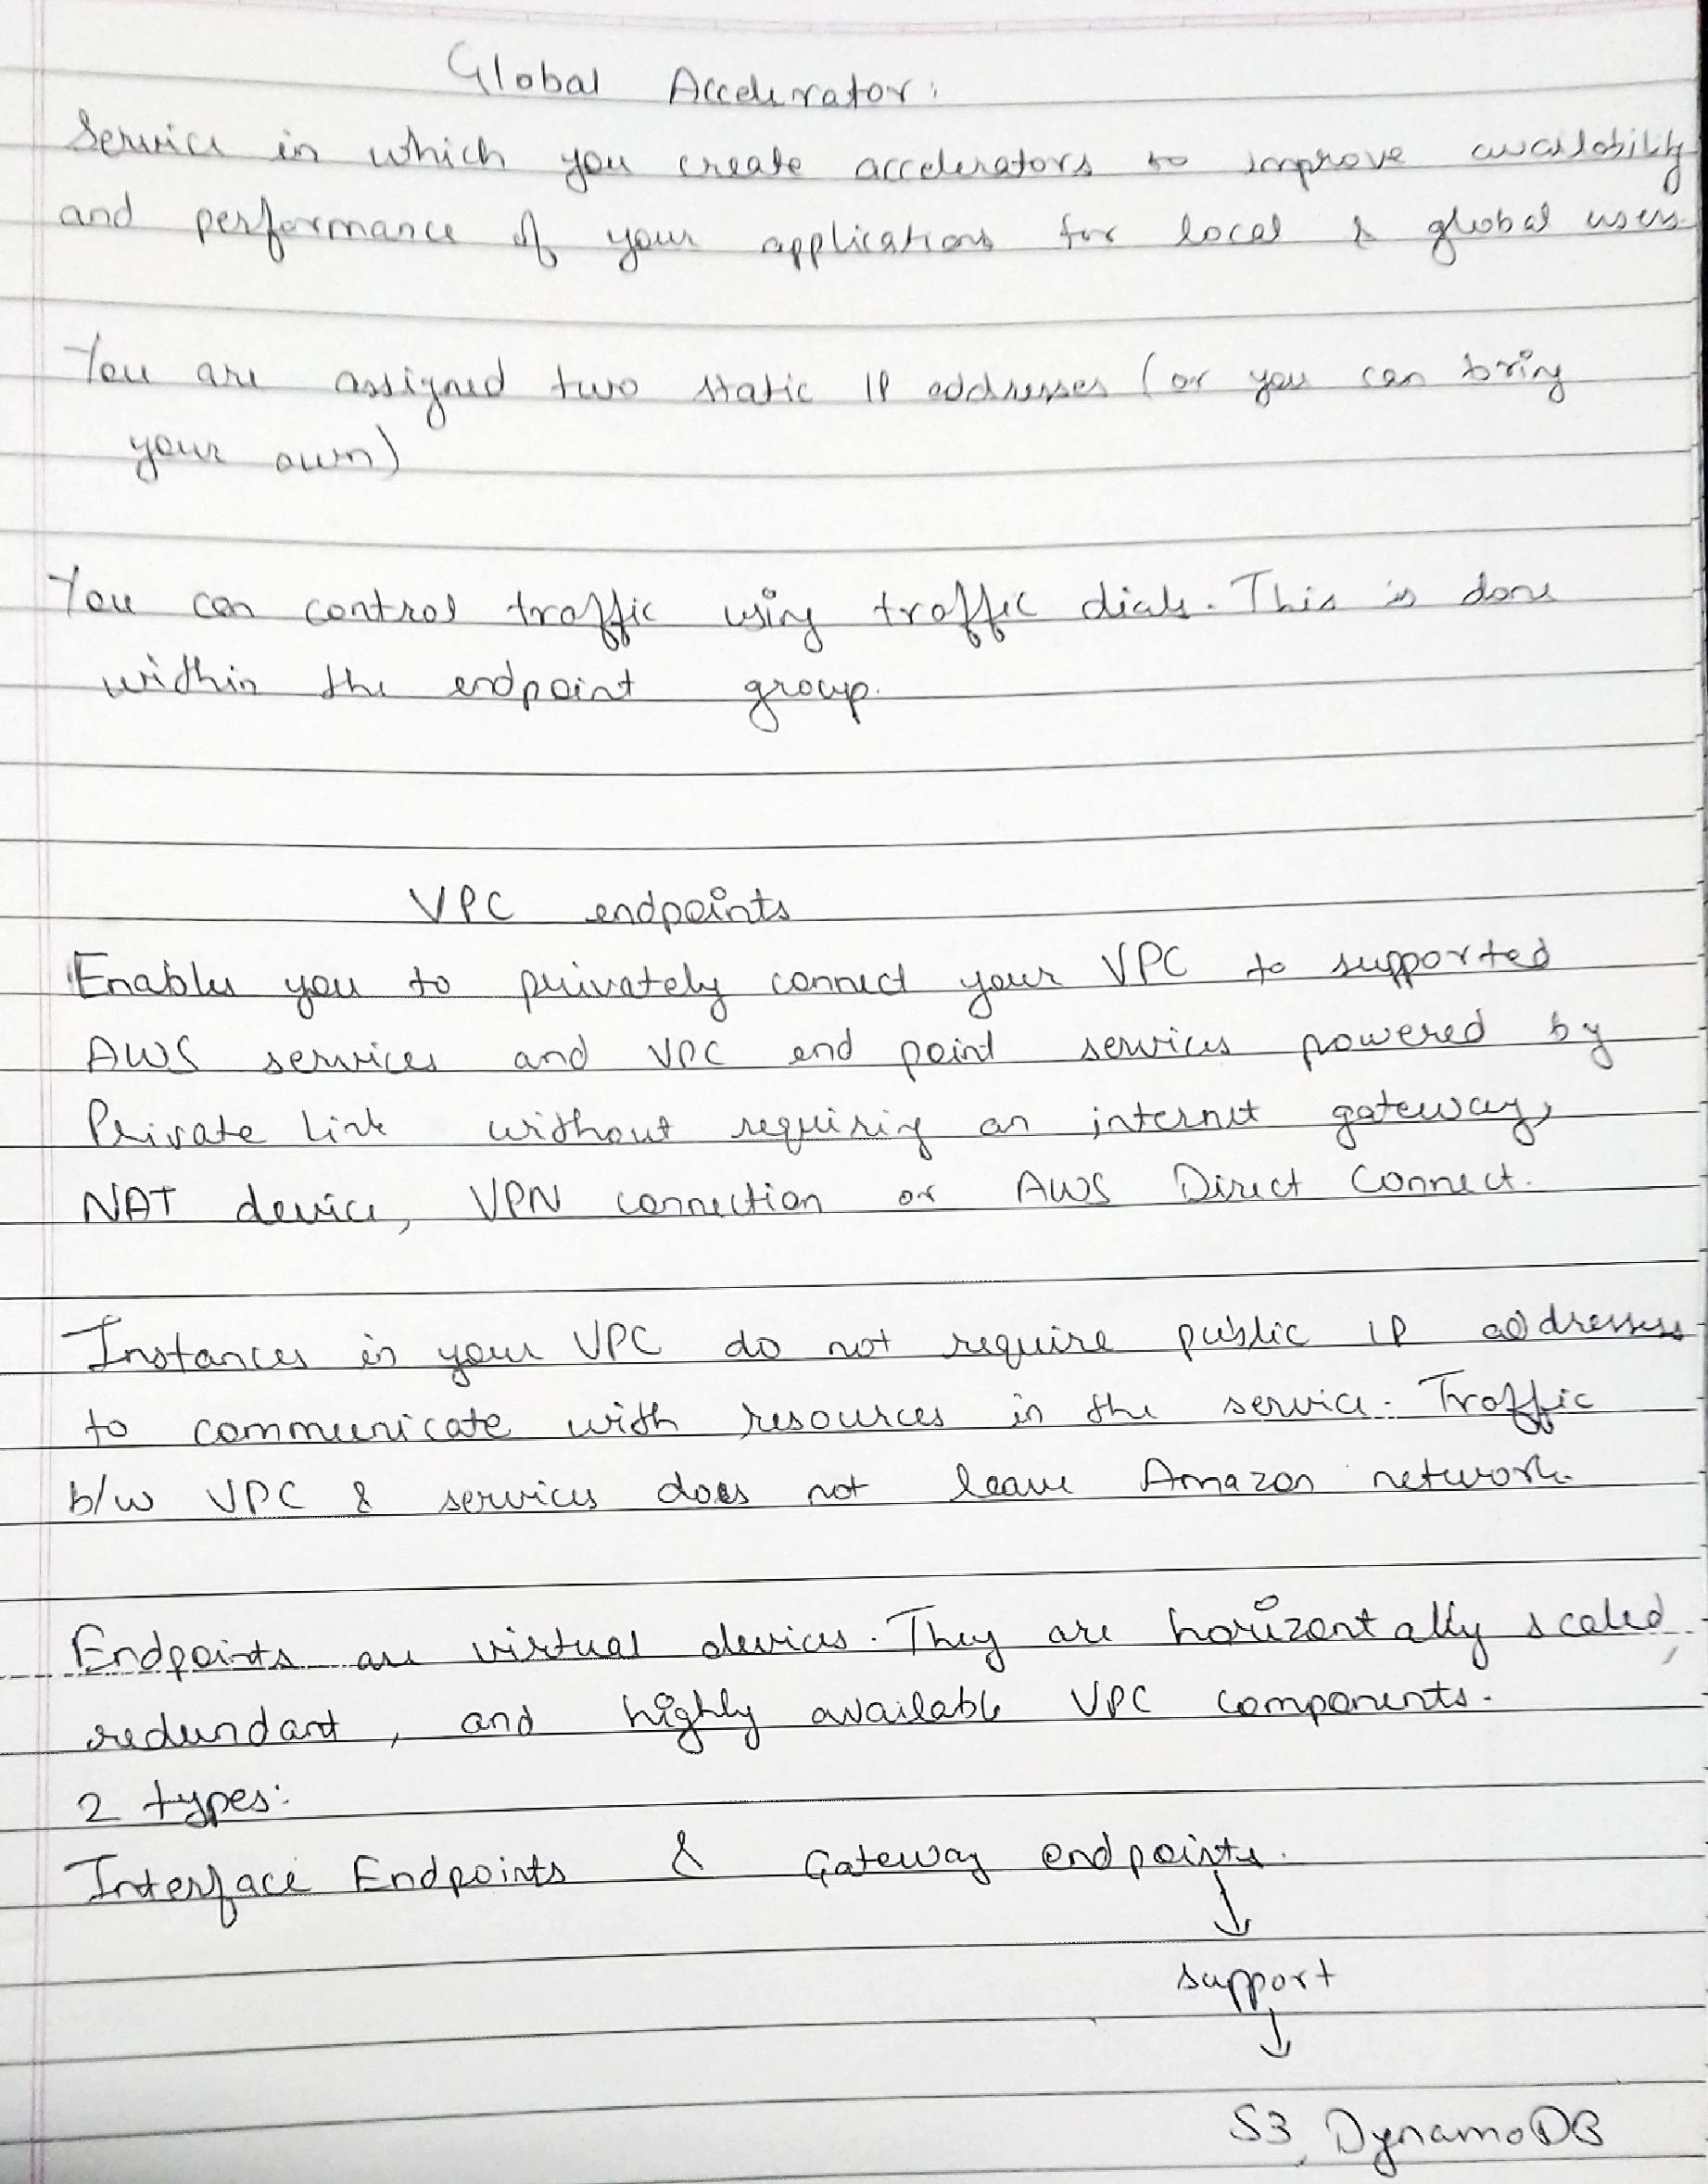 Global Accelerator:
Service in which you create accelerators to improve availability
and performance of your applications for local & global users
You are assigned two static IP addresses (or you can bring
your own)
You can control traffic using traffic dials. This is done
within the endpoint group.
VPC endpoints
Enables you to privately connect your VPC to supported
AWS services and VPC end point services powered by
Private Link without requiring an internet gateway,
NAT device, VPN connection or AWS Direct Connect.
Instances in your VPC do not require public IP addresses
to communicate with resources in the service. Traffic
b/w VPC & services does not leave Amazon network.
Endpoints are virtual devices. They are horizontally scaled,
redundant, and highly available VPC components.
2 types:
Interface Endpoints & Gateway endpoints.
↓
support
↓
S3, DynamoDB